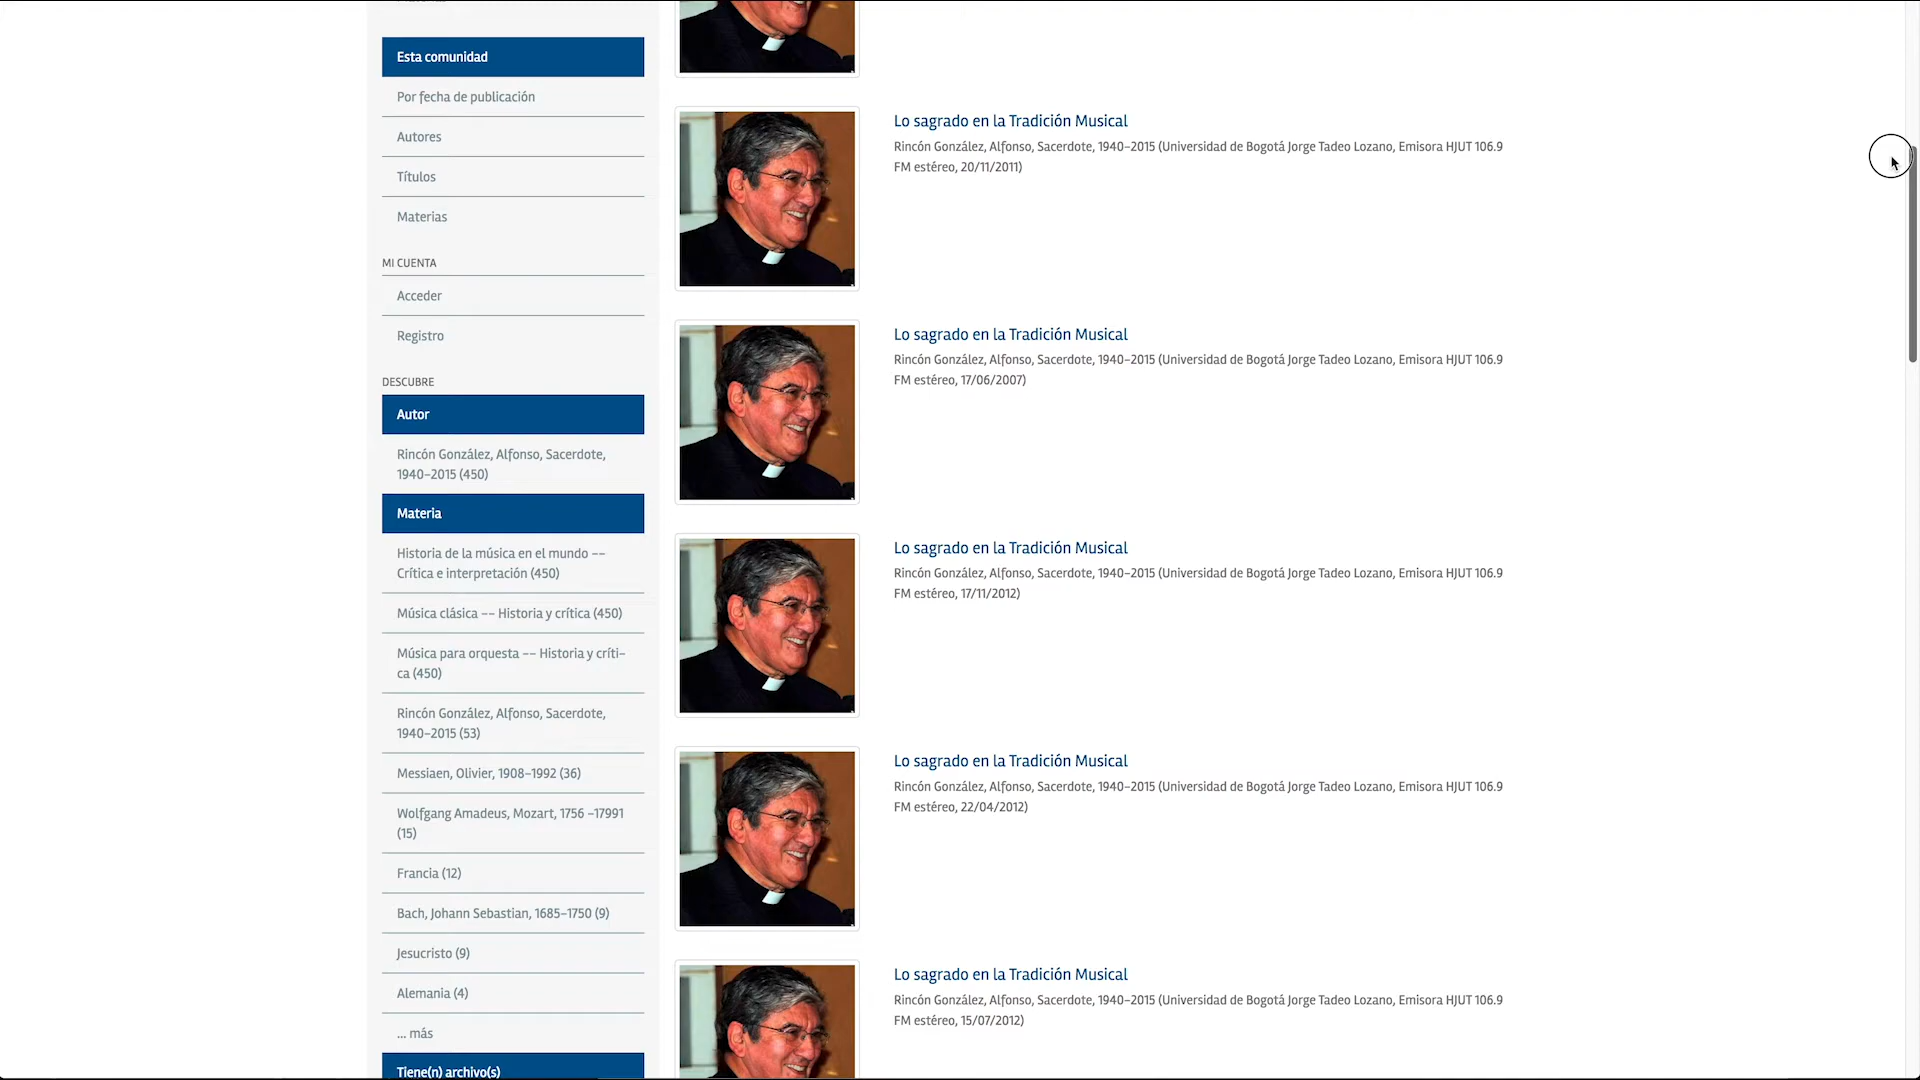 Esta comunidad
Por fecha de publicación
Autores
Títulos
Materias
MI CUENTA
Acceder
Registro
DESCUBRE
Autor
Rincón González, Alfonso, Sacerdote,
1940-2015 (450)
Materia
Historia de la música en el mundo --
Crítica e interpretación (450)
Música clásica -- Historia y crítica (450)
Música para orquesta -- Historia y críti-
ca (450)
Rincón González, Alfonso, Sacerdote,
1940-2015 (53)
Messiaen, Olivier, 1908-1992 (36)
Wolfgang Amadeus, Mozart, 1756 -17991
(15)
Francia (12)
Bach, Johann Sebastian, 1685-1750 (9)
Jesucristo (9)
Alemania (4)
... más
Tiene(n) archivo(s)
Lo sagrado en la Tradición Musical
Rincón González, Alfonso, Sacerdote, 1940-2015 (Universidad de Bogotá Jorge Tadeo Lozano, Emisora HJUT 106.9
FM estéreo, 20/11/2011)
Lo sagrado en la Tradición Musical
Rincón González, Alfonso, Sacerdote, 1940-2015 (Universidad de Bogotá Jorge Tadeo Lozano, Emisora HJUT 106.9
FM estéreo, 17/06/2007)
Lo sagrado en la Tradición Musical
Rincón González, Alfonso, Sacerdote, 1940-2015 (Universidad de Bogotá Jorge Tadeo Lozano, Emisora HJUT 106.9
FM estéreo, 17/11/2012)
Lo sagrado en la Tradición Musical
Rincón González, Alfonso, Sacerdote, 1940-2015 (Universidad de Bogotá Jorge Tadeo Lozano, Emisora HJUT 106.9
FM estéreo, 22/04/2012)
Lo sagrado en la Tradición Musical
Rincón González, Alfonso, Sacerdote, 1940-2015 (Universidad de Bogotá Jorge Tadeo Lozano, Emisora HJUT 106.9
FM estéreo, 15/07/2012)